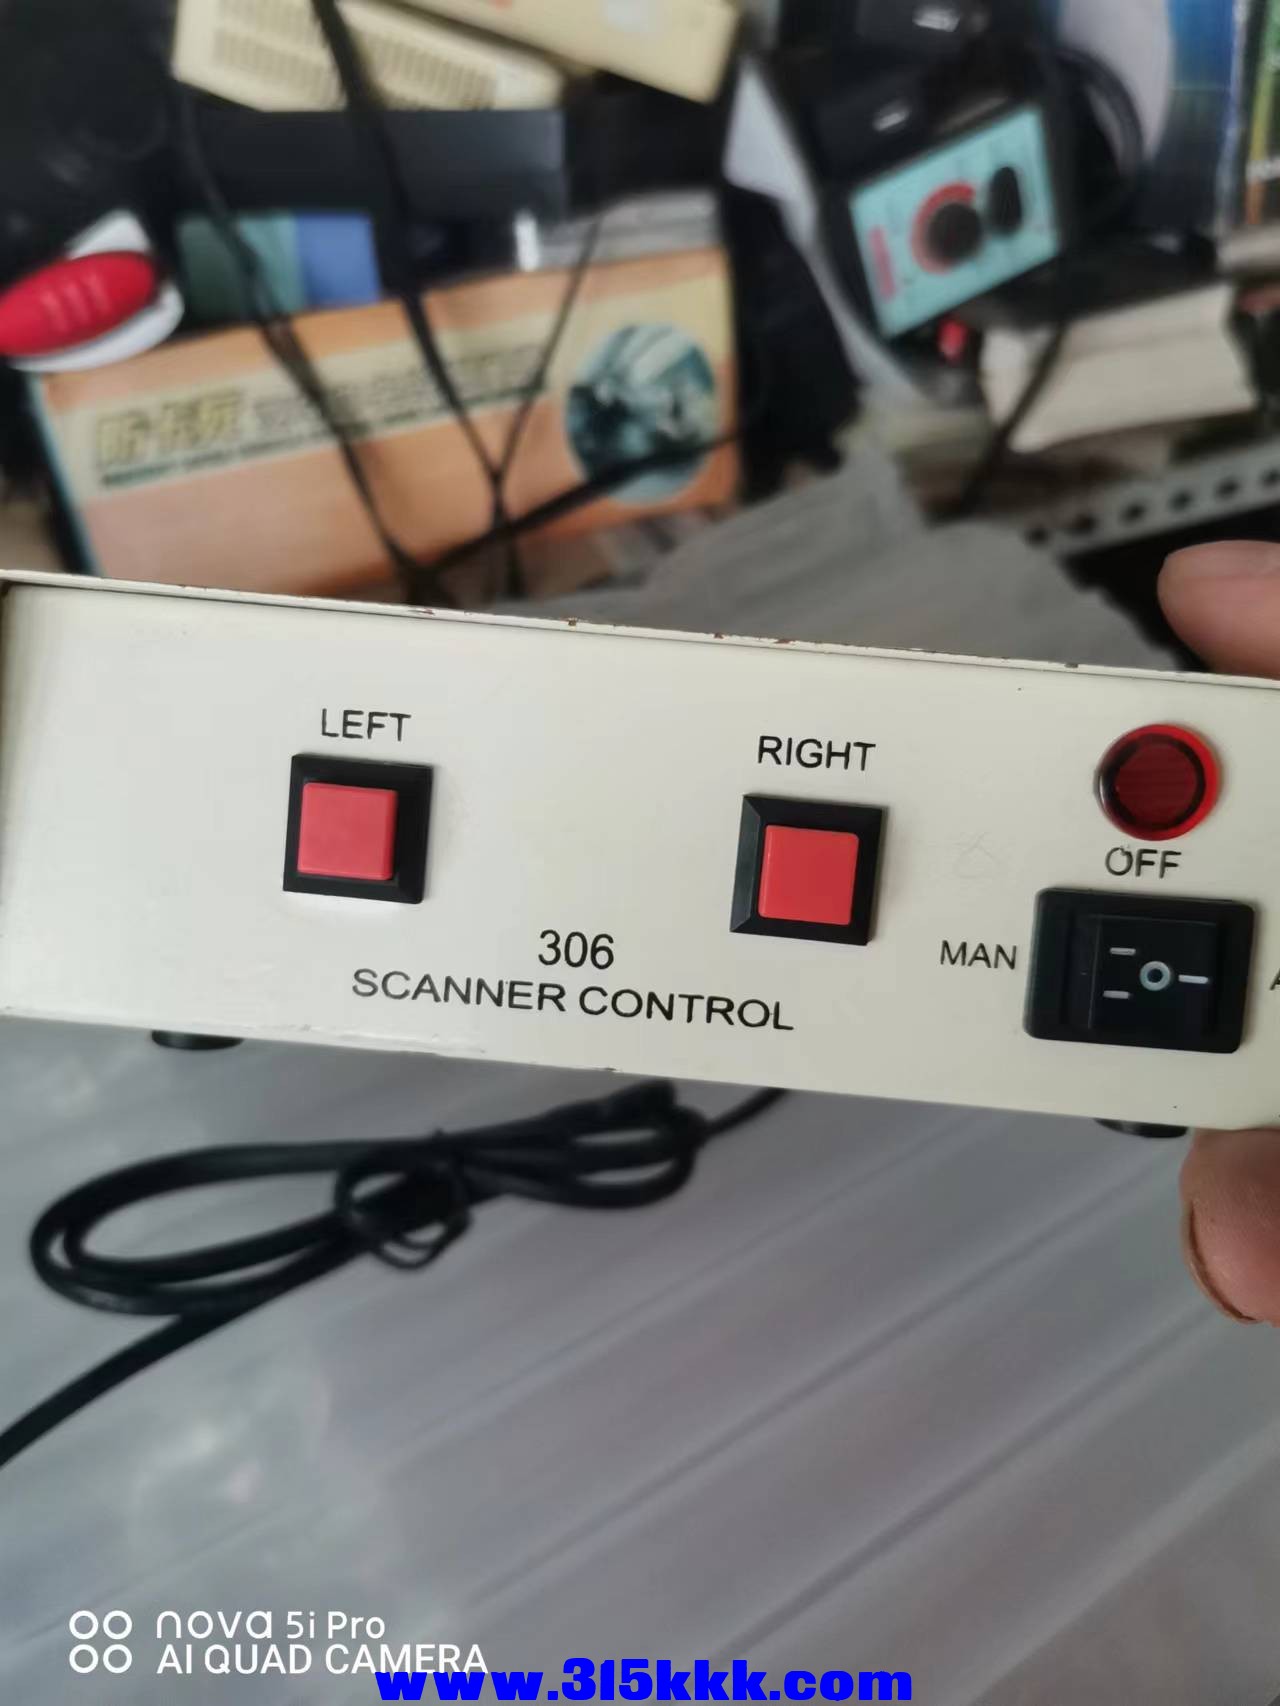 LEFT
RIGHT
OFF
MAN
306
SCANNER CONTROL
nova 5i Pro
AI QUAD CAMERA
www.315kkk.com